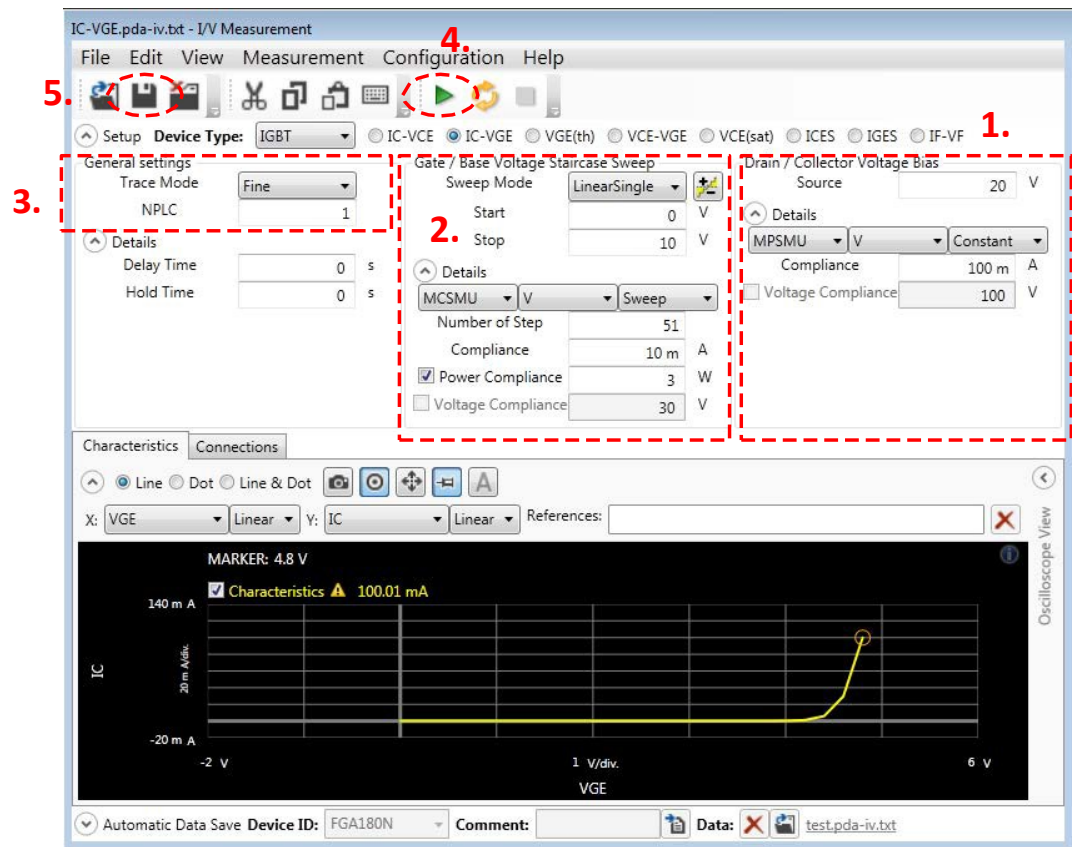 IC-VGE.pda-iv.txt - I/V Measurement
4.
File Edit View Measurement Configuration Help
5.
1.
Setup Device Type: IGBT IC-VCE IC-VGE VGE(th) VCE-VGE VCE(sat) ICES IGES IF-VF
General settings Gate / Base Voltage Staircase Sweep Drain / Collector Voltage Bias
3.
Trace Mode Fine Sweep Mode LinearSingle Source 20 V
NPLC 1 Start 0 V Details
2.
Details Stop 10 V MPSMU V Constant
Delay Time 0 s Details Compliance 100 m A
Hold Time 0 s MCSMU V Sweep Voltage Compliance 100 V
Number of Step 51
Compliance 10 m A
Power Compliance 3 W
Voltage Compliance 30 V
Characteristics Connections
Line Dot Line & Dot A
X: VGE Linear Y: IC Linear References:
Oscilloscope View
MARKER: 4.8 V
Characteristics 100.01 mA
140 m A
IC
20 m A/div.
-20 m A
-2 V 1 V/div. 6 V
VGE
Automatic Data Save Device ID: FGA180N Comment: Data: test.pda-iv.txt